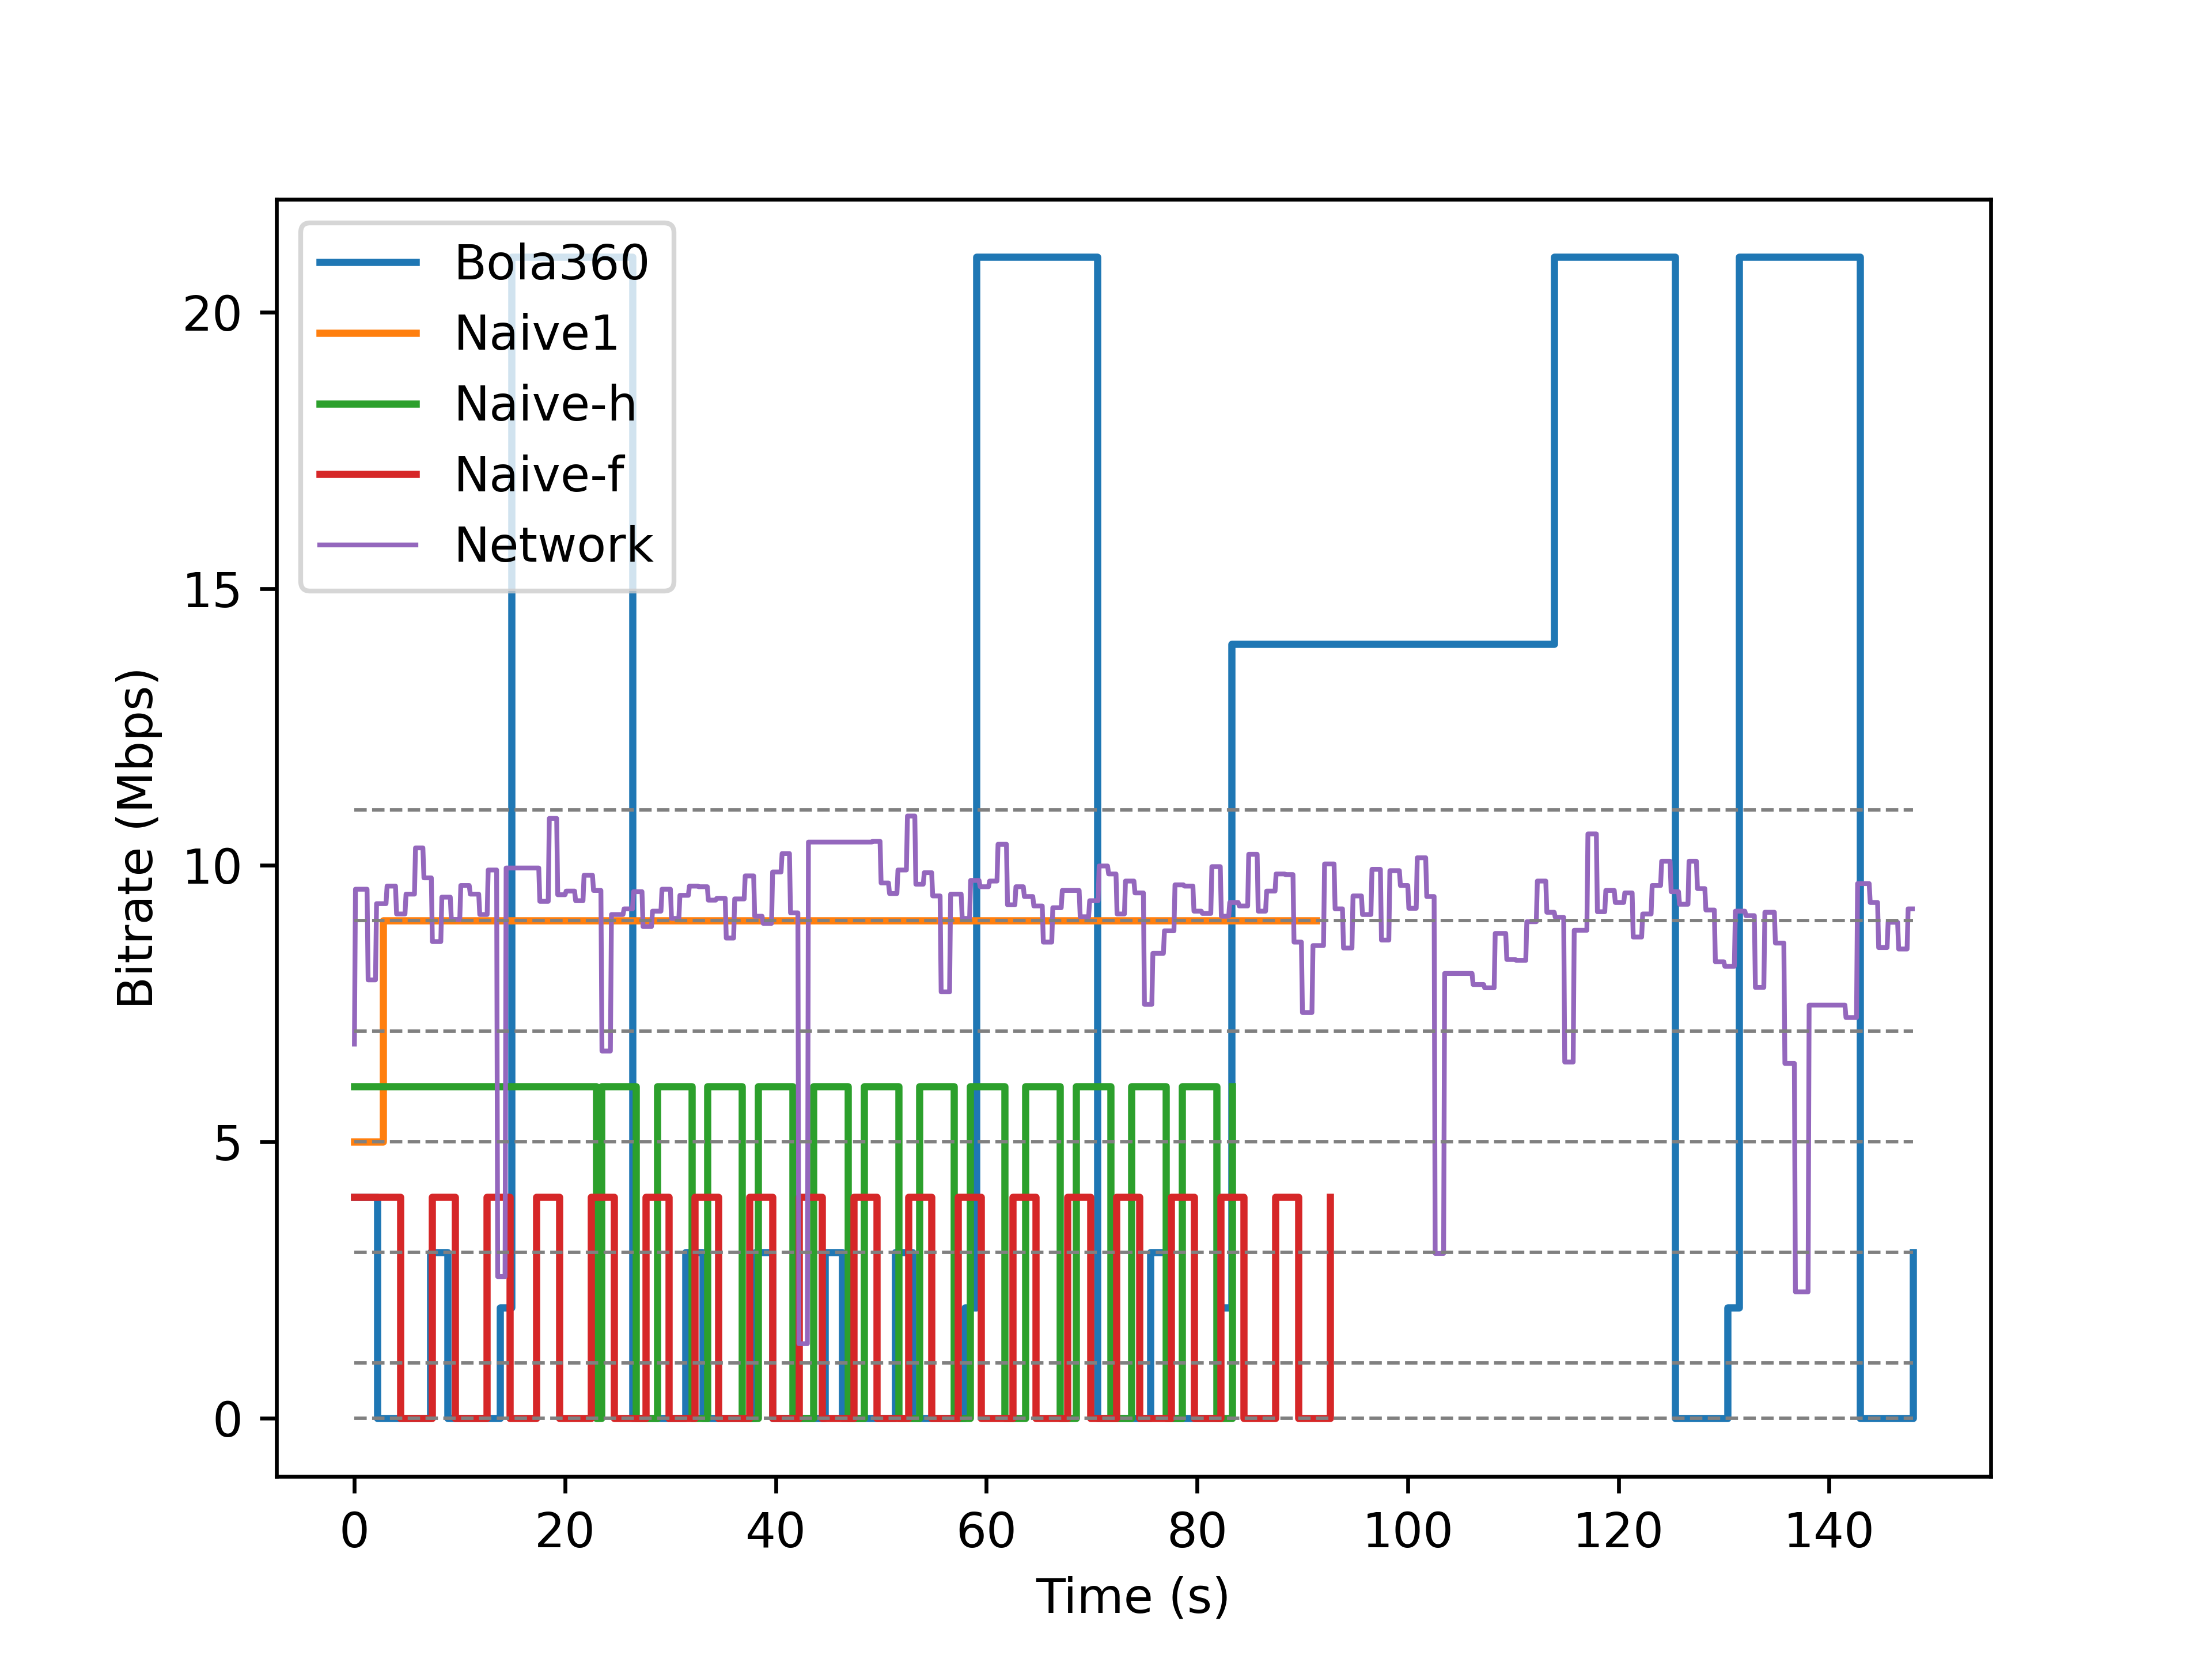 Bola360
Naive1
Naive-h
Naive-f
Network
20
15
10
5
0
Bitrate (Mbps)
0 20 40 60 80 100 120 140
Time (s)